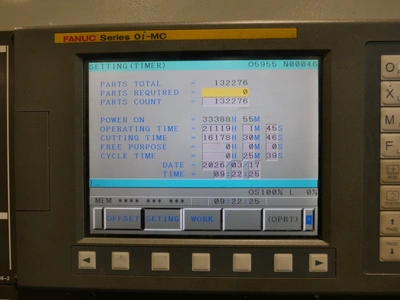 FANUC Series 0i-MC
SETTING(TIMER) O5955 N00046
PARTS TOTAL = 132276
PARTS REQUIRED = 0
PARTS COUNT = 132276
POWER ON = 33388H 55M
OPERATING TIME = 21119H 1M 45S
CUTTING TIME = 16178H 30M 46S
FREE PURPOSE = 0H 0M 0S
CYCLE TIME = 0H 25M 39S
DATE = 2026/03/17
TIME = 09:22:25
OS100% L 0%
MEM **** *** *** 09:22:25
OFFSET SETING WORK (OPRT)
O
X
M
F
PAGE
PAGE